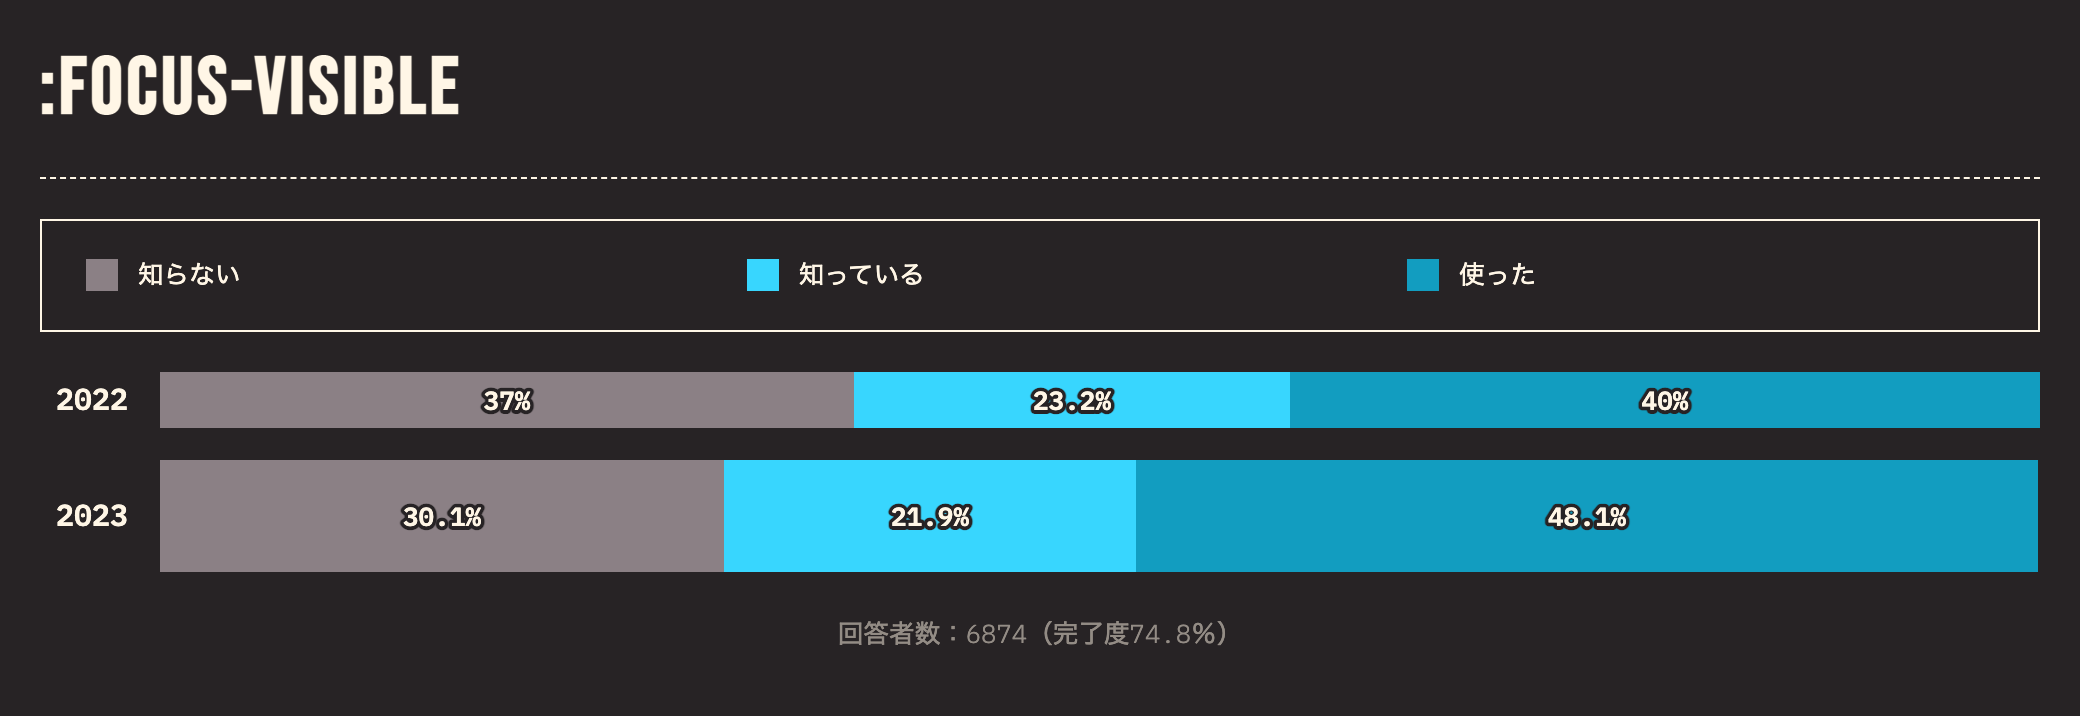 :FOCUS-VISIBLE
知らない 知っている 使った
2022 37% 23.2% 40%
2023 30.1% 21.9% 48.1%
回答者数：6874（完了度74.8%）